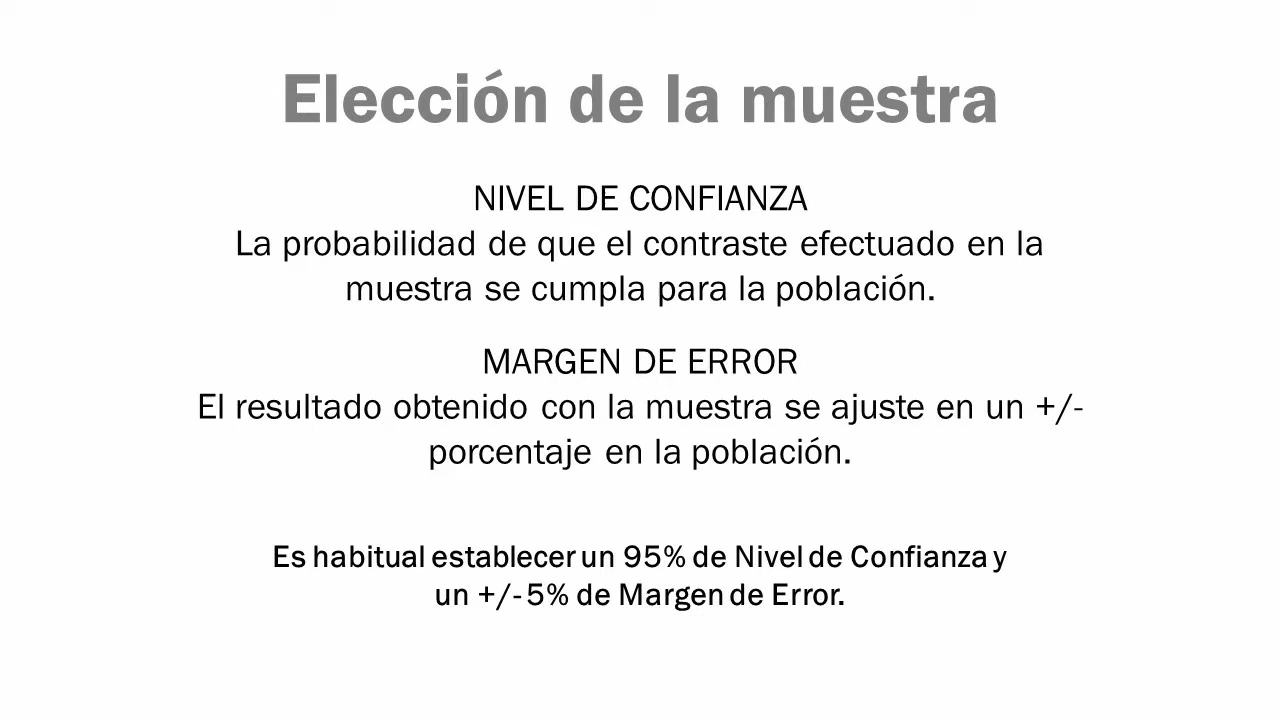 Elección de la muestra
NIVEL DE CONFIANZA
La probabilidad de que el contraste efectuado en la
muestra se cumpla para la población.
MARGEN DE ERROR
El resultado obtenido con la muestra se ajuste en un +/-
porcentaje en la población.
Es habitual establecer un 95% de Nivel de Confianza y
un +/- 5% de Margen de Error.